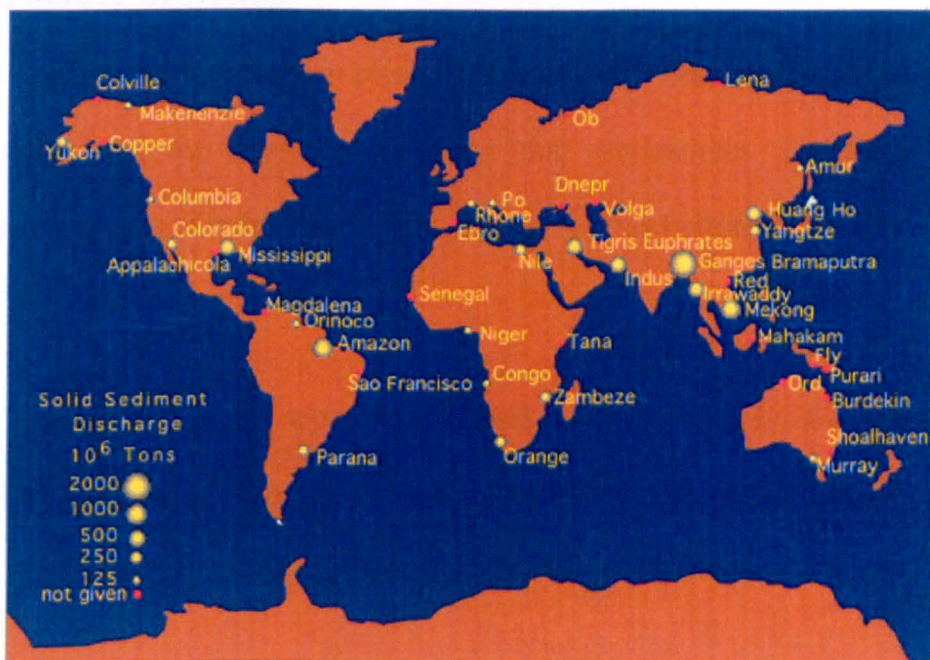 Colville
Lena
Makenenzie
Ob
Yukon
Copper
Amur
Columbia
Po
Dnepr
Rhone
Volga
Huang Ho
Ebro
Yangtze
Colorado
Tigris Euphrates
Appalachicola
Mississippi
Nile
Indus
Ganges Bramaputra
Red
Irrawaddy
Senegal
Magdalena
Mekong
Orinoco
Niger
Tana
Mahakam
Amazon
Fly
Sao Francisco
Congo
Purari
Ord
Zambeze
Burdekin
Solid Sediment
Discharge
10⁶ Tons
Shoalhaven
Parana
Orange
Murray
2000
1000
500
250
125
not given